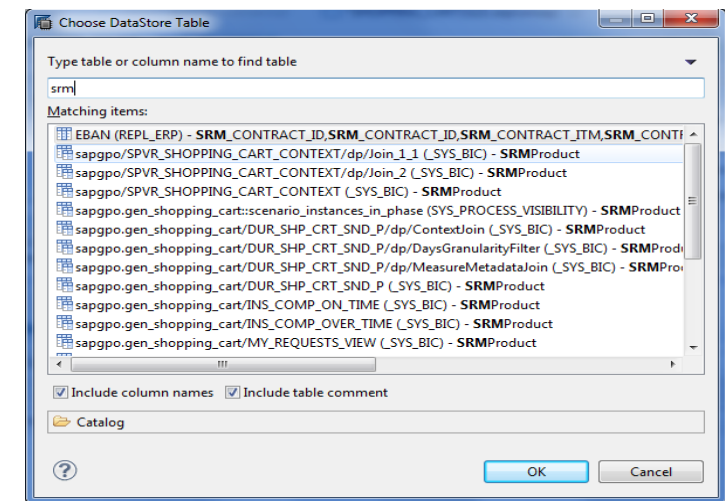 Choose DataStore Table
Type table or column name to find table
srm
Matching items:
EBAN (REPL_ERP) - SRM_CONTRACT_ID,SRM_CONTRACT_ID,SRM_CONTRACT_ITM,SRM_CONTR
sapgpo/SPVR_SHOPPING_CART_CONTEXT/dp/Join_1_1 (_SYS_BIC) - SRMProduct
sapgpo/SPVR_SHOPPING_CART_CONTEXT/dp/Join_2 (_SYS_BIC) - SRMProduct
sapgpo/SPVR_SHOPPING_CART_CONTEXT (_SYS_BIC) - SRMProduct
sapgpo.gen_shopping_cart::scenario_instances_in_phase (SYS_PROCESS_VISIBILITY) - SRMProduct
sapgpo.gen_shopping_cart/DUR_SHP_CRT_SND_P/dp/ContextJoin (_SYS_BIC) - SRMProduct
sapgpo.gen_shopping_cart/DUR_SHP_CRT_SND_P/dp/DaysGranularityFilter (_SYS_BIC) - SRMProdu
sapgpo.gen_shopping_cart/DUR_SHP_CRT_SND_P/dp/MeasureMetadataJoin (_SYS_BIC) - SRMPro
sapgpo.gen_shopping_cart/DUR_SHP_CRT_SND_P (_SYS_BIC) - SRMProduct
sapgpo.gen_shopping_cart/INS_COMP_ON_TIME (_SYS_BIC) - SRMProduct
sapgpo.gen_shopping_cart/INS_COMP_OVER_TIME (_SYS_BIC) - SRMProduct
sapgpo.gen_shopping_cart/MY_REQUESTS_VIEW (_SYS_BIC) - SRMProduct
Include column names Include table comment
Catalog
? OK Cancel